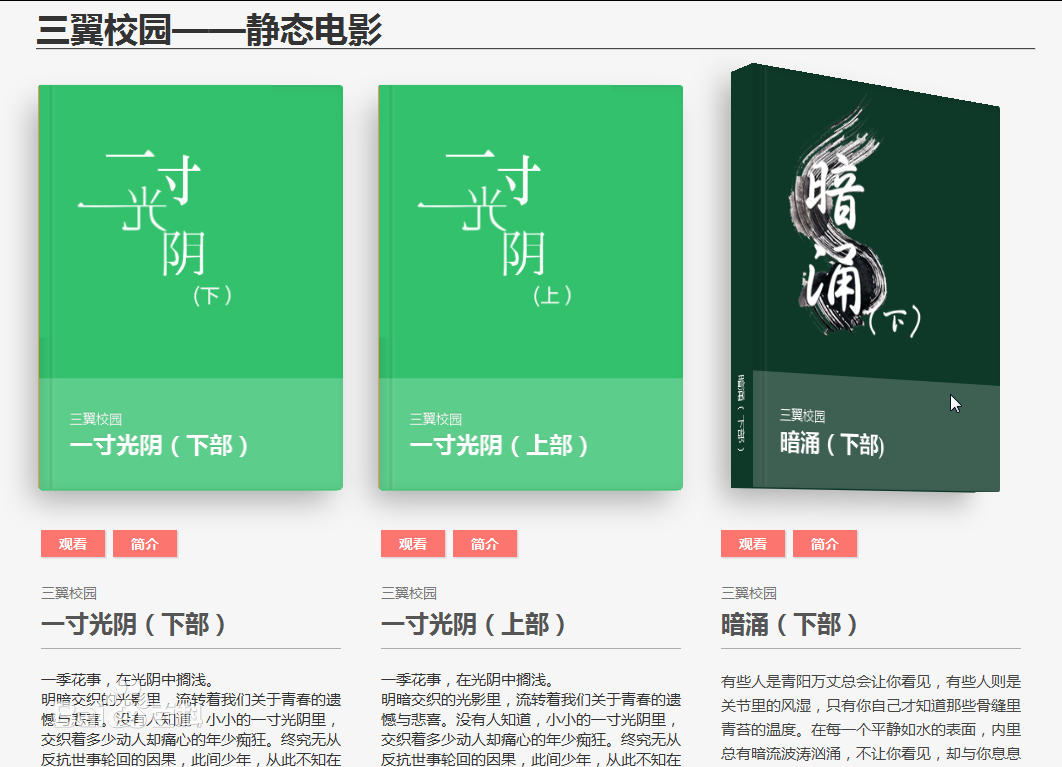 三翼校园——静态电影
一寸
光
阴
(下)
三翼校园
一寸光阴（下部）
一寸
光
阴
(上)
三翼校园
一寸光阴（上部）
暗
涌
(下)
暗涌（下部）
三翼校园
暗涌（下部)
观看 简介
三翼校园
一寸光阴（下部）
一季花事，在光阴中搁浅。
明暗交织的光影里，流转着我们关于青春的遗
憾与悲喜。没有人知道，小小的一寸光阴里，
交织着多少动人却痛心的年少痴狂。终究无从
反抗世事轮回的因果，此间少年，从此不知在
观看 简介
三翼校园
一寸光阴（上部）
一季花事，在光阴中搁浅。
明暗交织的光影里，流转着我们关于青春的遗
憾与悲喜。没有人知道，小小的一寸光阴里，
交织着多少动人却痛心的年少痴狂。终究无从
反抗世事轮回的因果，此间少年，从此不知在
观看 简介
三翼校园
暗涌（下部）
有些人是青阳万丈总会让你看见，有些人则是
关节里的风湿，只有你自己才知道那些骨缝里
青苔的温度。在每一个平静如水的表面，内里
总有暗流波涛汹涌，不让你看见，却与你息息